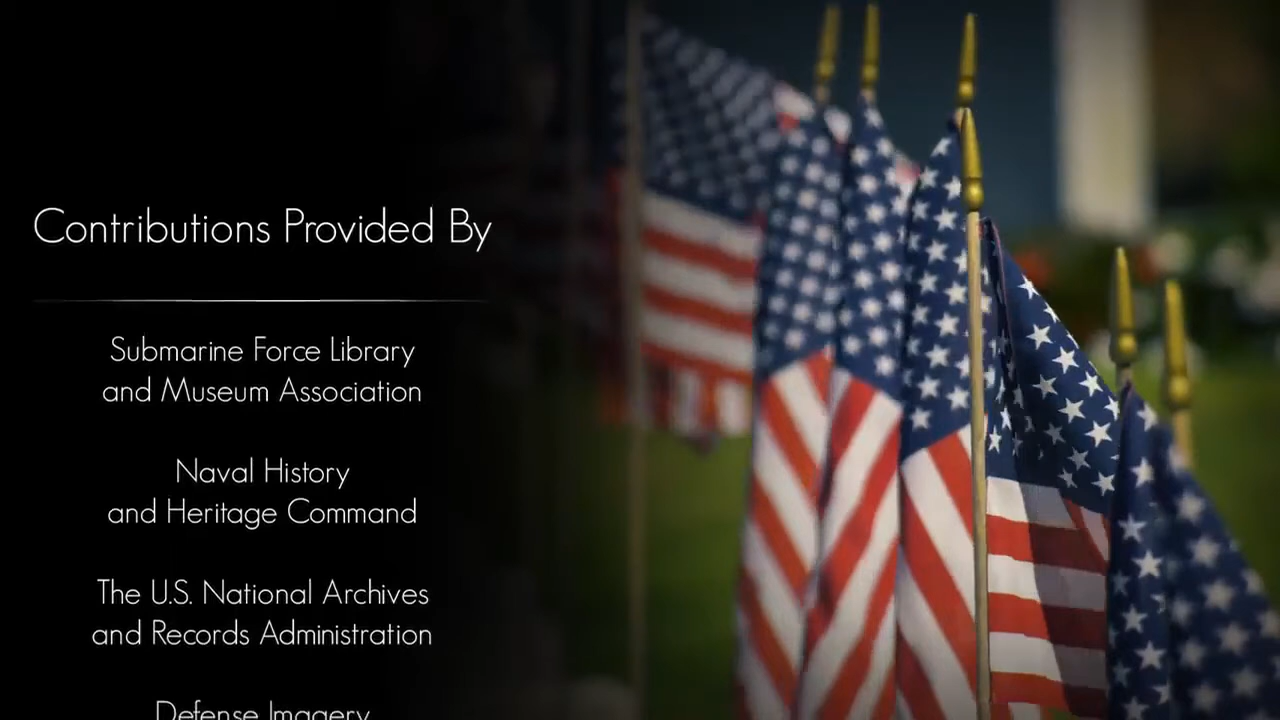 Contributions Provided By
Submarine Force Library
and Museum Association
Naval History
and Heritage Command
The U.S. National Archives
and Records Administration
Defense Imagery